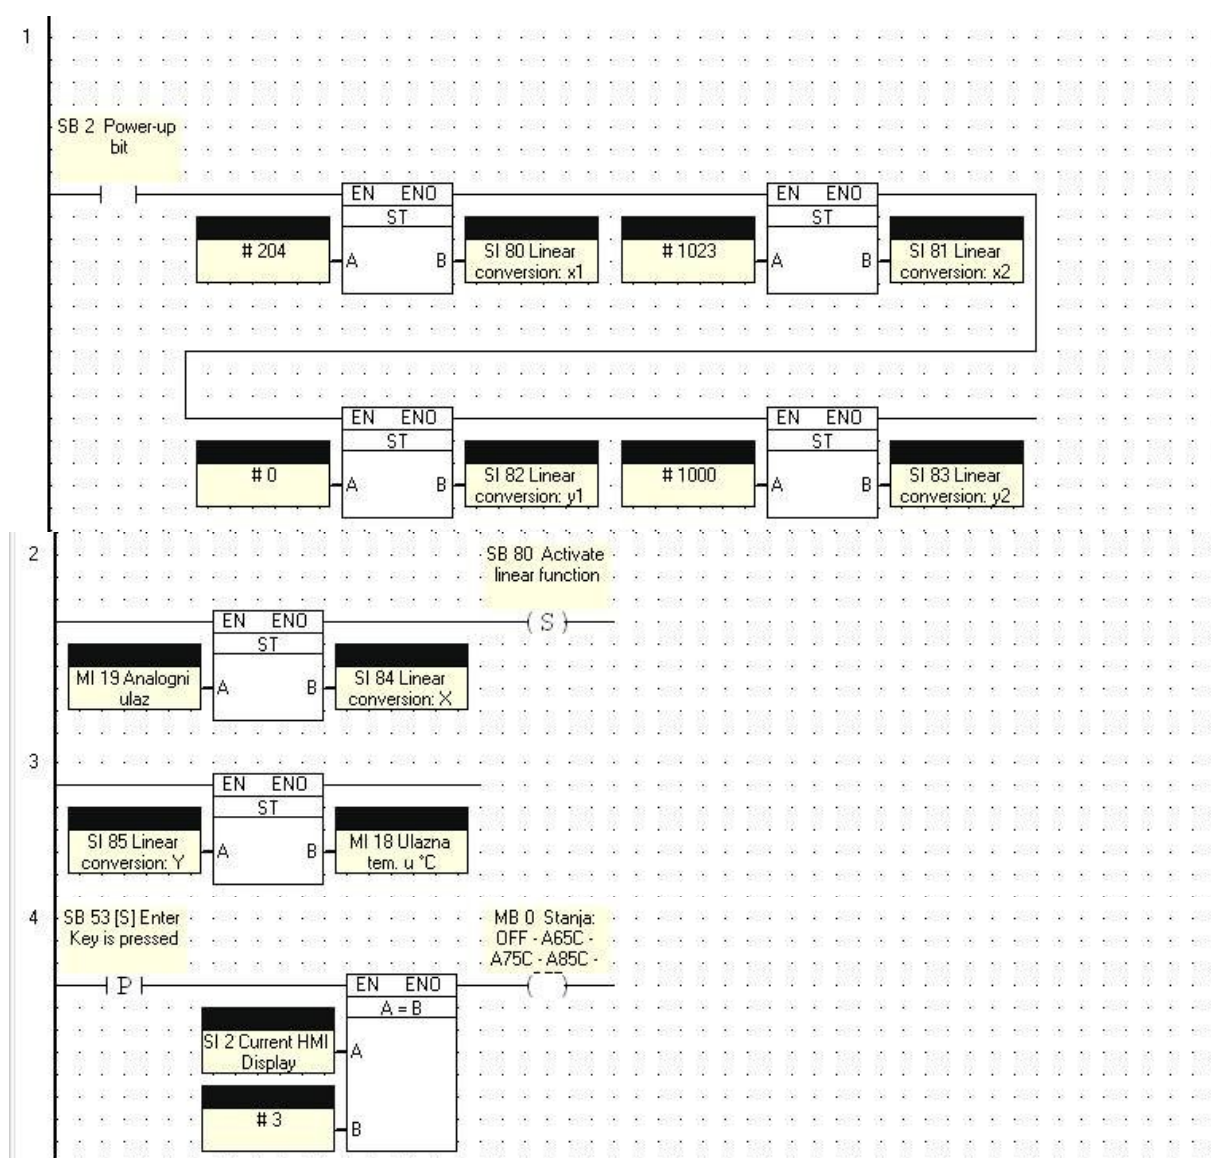 1
SB 2 Power-up
bit
EN ENO
EN ENO
ST
ST
# 204
A
B
SI 80 Linear
conversion: x1
# 1023
A
B
SI 81 Linear
conversion: x2
EN ENO
EN ENO
ST
ST
# 0
A
B
SI 82 Linear
conversion: y1
# 1000
A
B
SI 83 Linear
conversion: y2
2
SB 80 Activate
linear function
EN ENO
( S )
ST
MI 19 Analogni
ulaz
A
B
SI 84 Linear
conversion: X
3
EN ENO
ST
SI 85 Linear
conversion: Y
A
B
MI 18 Ulazna
tem. u °C
4
SB 53 [S] Enter
Key is pressed
MB 0 Stanja:
OFF - A65C -
A75C - A85C -
P
EN ENO
A = B
SI 2 Current HMI
Display
A
# 3
B